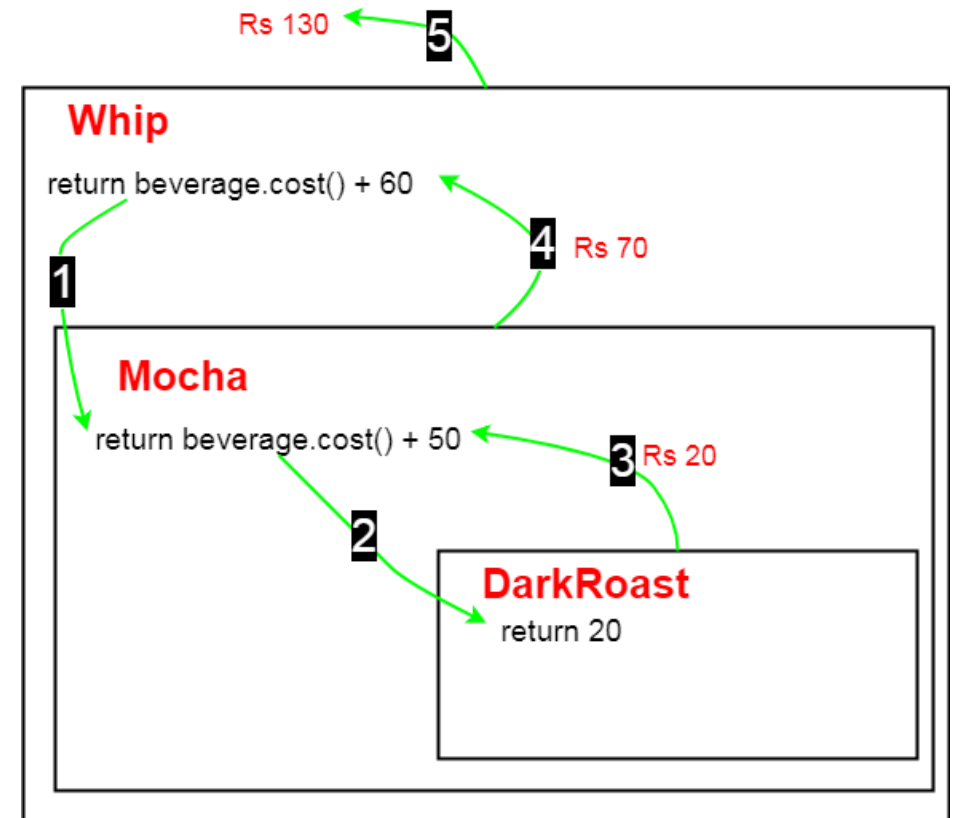 Rs 130
5
Whip
return beverage.cost() + 60
4
Rs 70
1
Mocha
return beverage.cost() + 50
3
Rs 20
2
DarkRoast
return 20